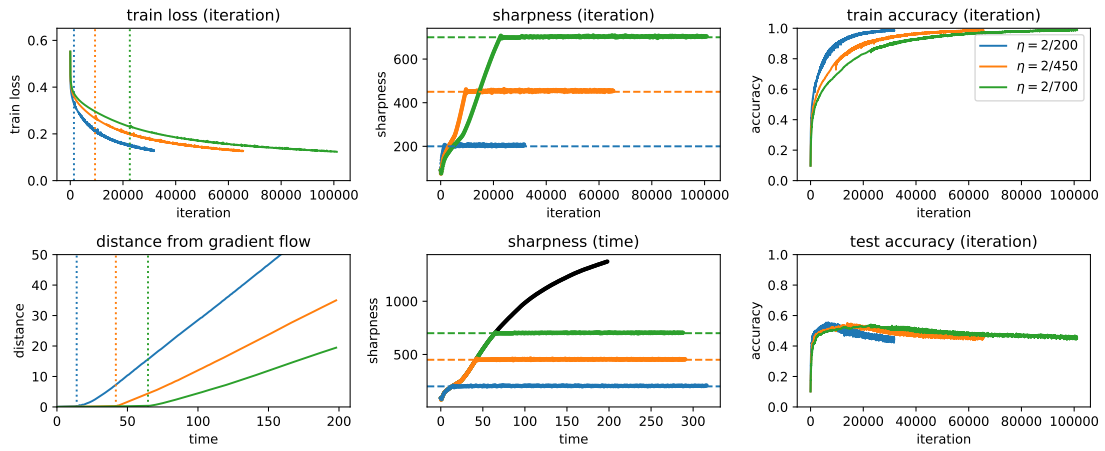 train loss (iteration)
train loss
0.6
0.4
0.2
0.0
0 20000 40000 60000 80000 100000
iteration
sharpness (iteration)
sharpness
600
400
200
0 20000 40000 60000 80000 100000
iteration
train accuracy (iteration)
accuracy
1.0
0.8
0.6
0.4
0.2
0.0
η = 2/200
η = 2/450
η = 2/700
0 20000 40000 60000 80000 100000
iteration
distance from gradient flow
distance
50
40
30
20
10
0
0 50 100 150 200
time
sharpness (time)
sharpness
1000
500
0 50 100 150 200 250 300
time
test accuracy (iteration)
accuracy
1.0
0.8
0.6
0.4
0.2
0.0
0 20000 40000 60000 80000 100000
iteration